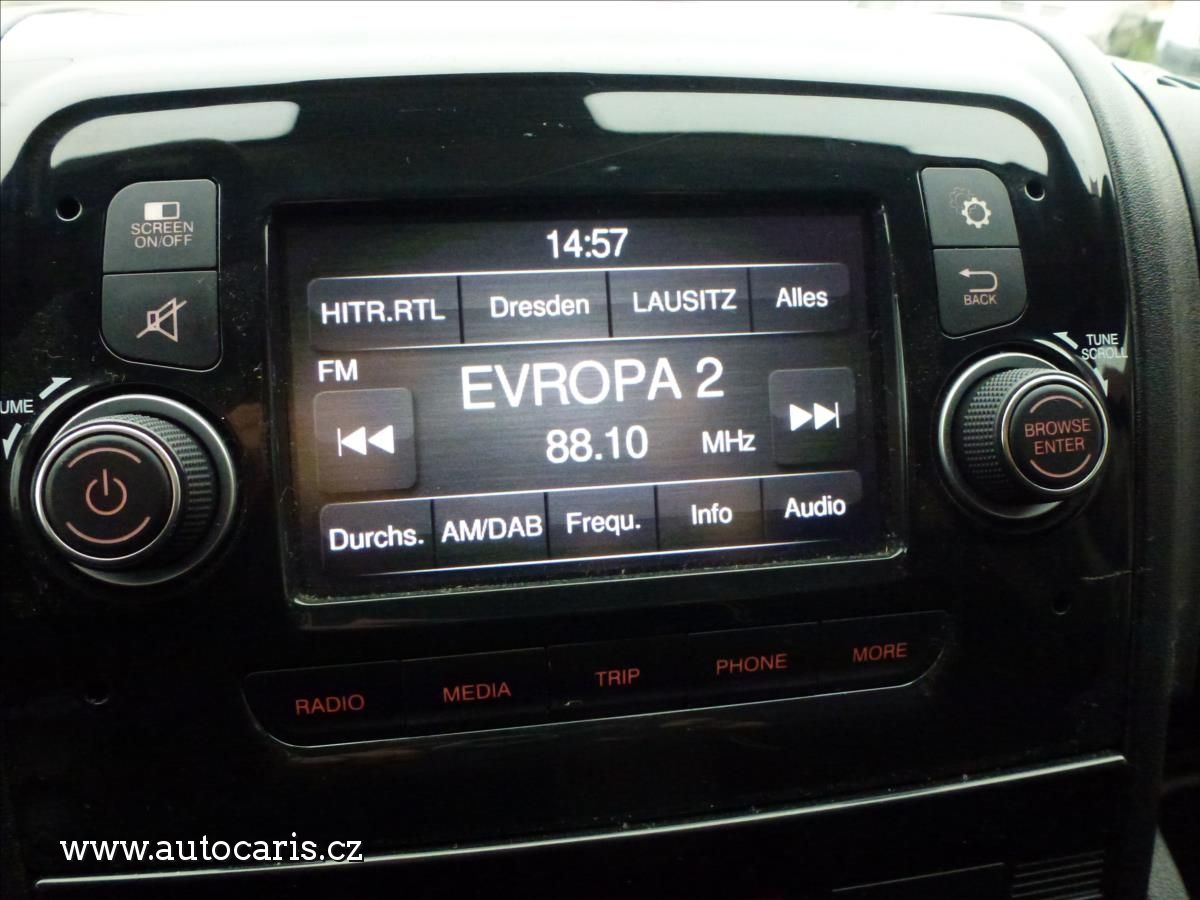 SCREEN
ON/OFF
14:57
HITR.RTL Dresden LAUSITZ Alles
BACK
TUNE
SCROLL
FM
EVROPA 2
UME
88.10 MHz
BROWSE
ENTER
Durchs. AM/DAB Frequ. Info Audio
RADIO MEDIA TRIP PHONE MORE
www.autocaris.cz